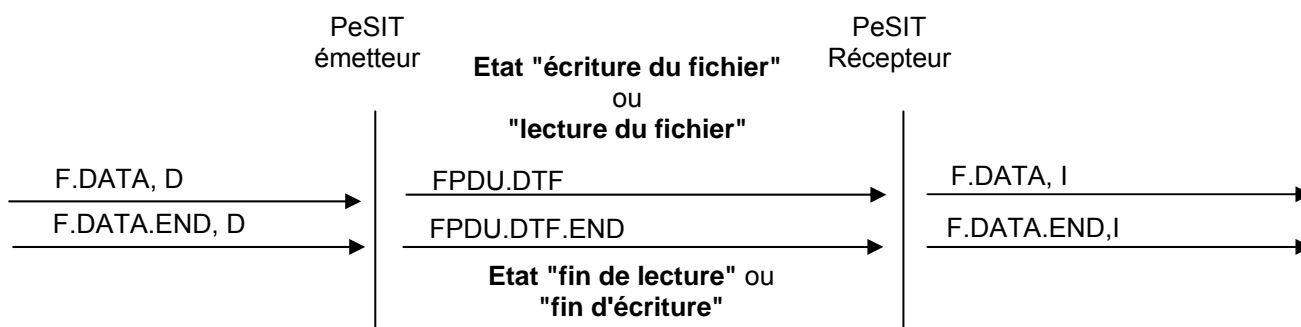 PeSIT
émetteur
PeSIT
Récepteur
Etat "écriture du fichier"
ou
"lecture du fichier"
F.DATA, D
FPDU.DTF
F.DATA, I
F.DATA.END, D
FPDU.DTF.END
F.DATA.END,I
Etat "fin de lecture" ou
"fin d'écriture"